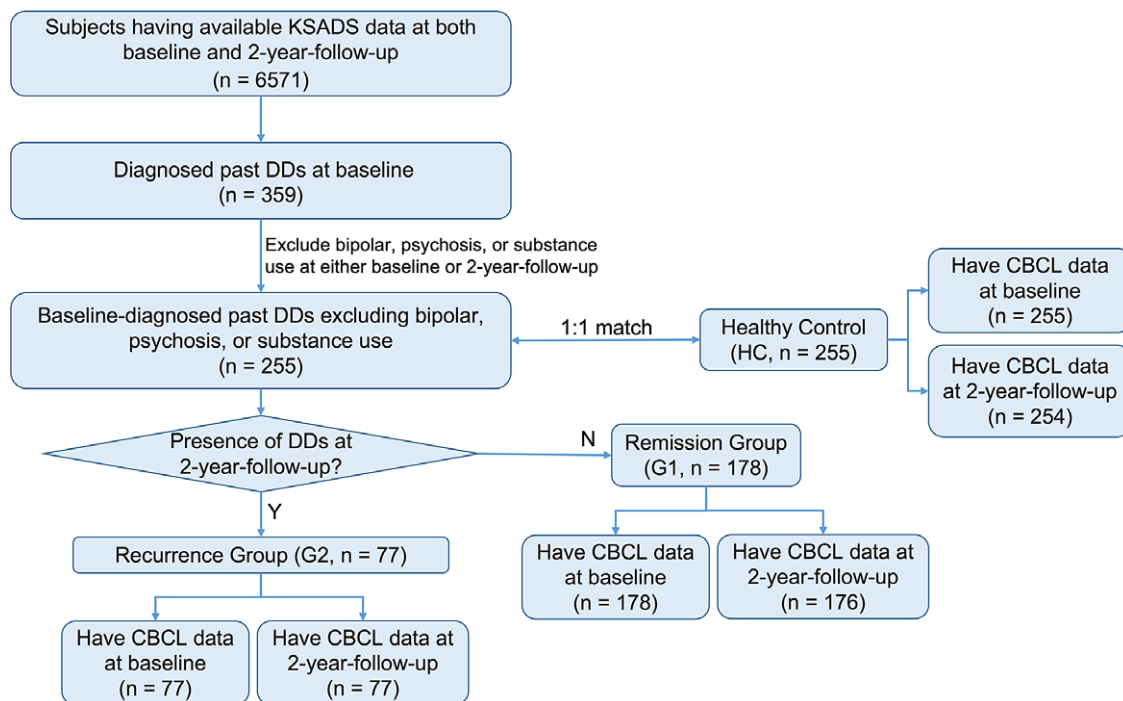 Subjects having available KSADS data at both
baseline and 2-year-follow-up
(n = 6571)
Diagnosed past DDs at baseline
(n = 359)
Exclude bipolar, psychosis, or substance
use at either baseline or 2-year-follow-up
Baseline-diagnosed past DDs excluding bipolar,
psychosis, or substance use
(n = 255)
1:1 match
Healthy Control
(HC, n = 255)
Have CBCL data
at baseline
(n = 255)
Have CBCL data
at 2-year-follow-up
(n = 254)
Presence of DDs at
2-year-follow-up?
N
Remission Group
(G1, n = 178)
Have CBCL data
at baseline
(n = 178)
Have CBCL data at
2-year-follow-up
(n = 176)
Y
Recurrence Group (G2, n = 77)
Have CBCL data
at baseline
(n = 77)
Have CBCL data at
2-year-follow-up
(n = 77)